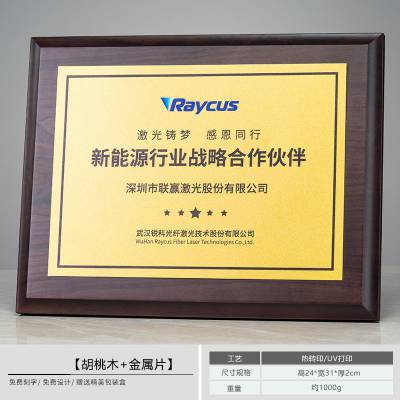 Raycus
激光铸梦 感恩同行
新能源行业战略合作伙伴
深圳市联赢激光股份有限公司
武汉锐科光纤激光技术股份有限公司
WuHan Raycus Fiber Laser Technologies Co.,Ltd.
【胡桃木+金属片】
免费刻字/ 免费设计/ 赠送精美包装盒
工艺 热转印/UV打印
尺寸规格 高24*宽31*厚2cm
重量 约1000g